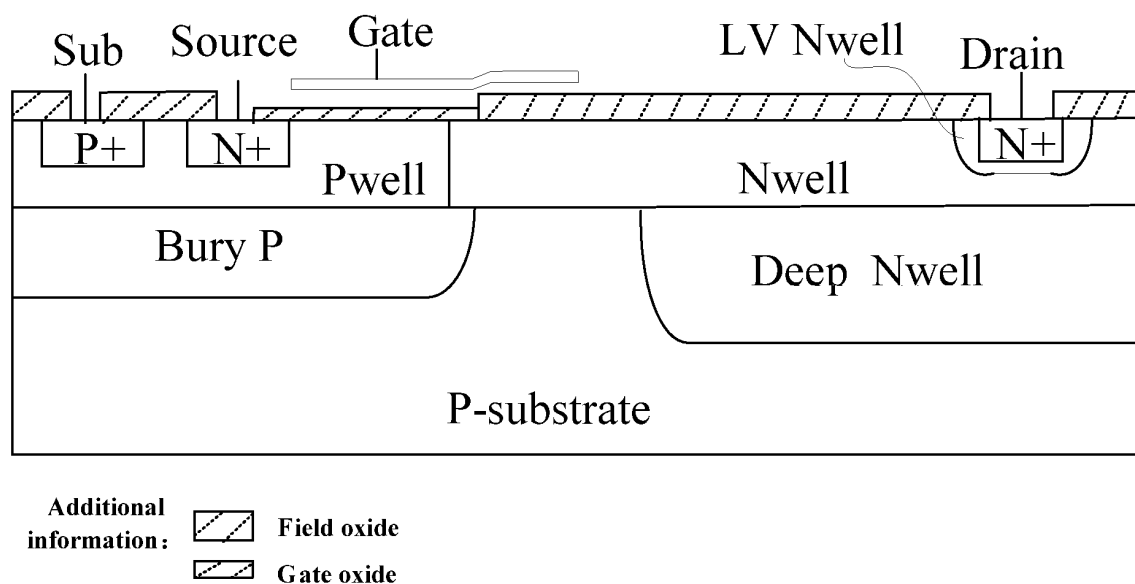 Sub
Source
Gate
LV Nwell
Drain
P+
N+
N+
Pwell
Nwell
Bury P
Deep Nwell
P-substrate
Additional
information:
Field oxide
Gate oxide